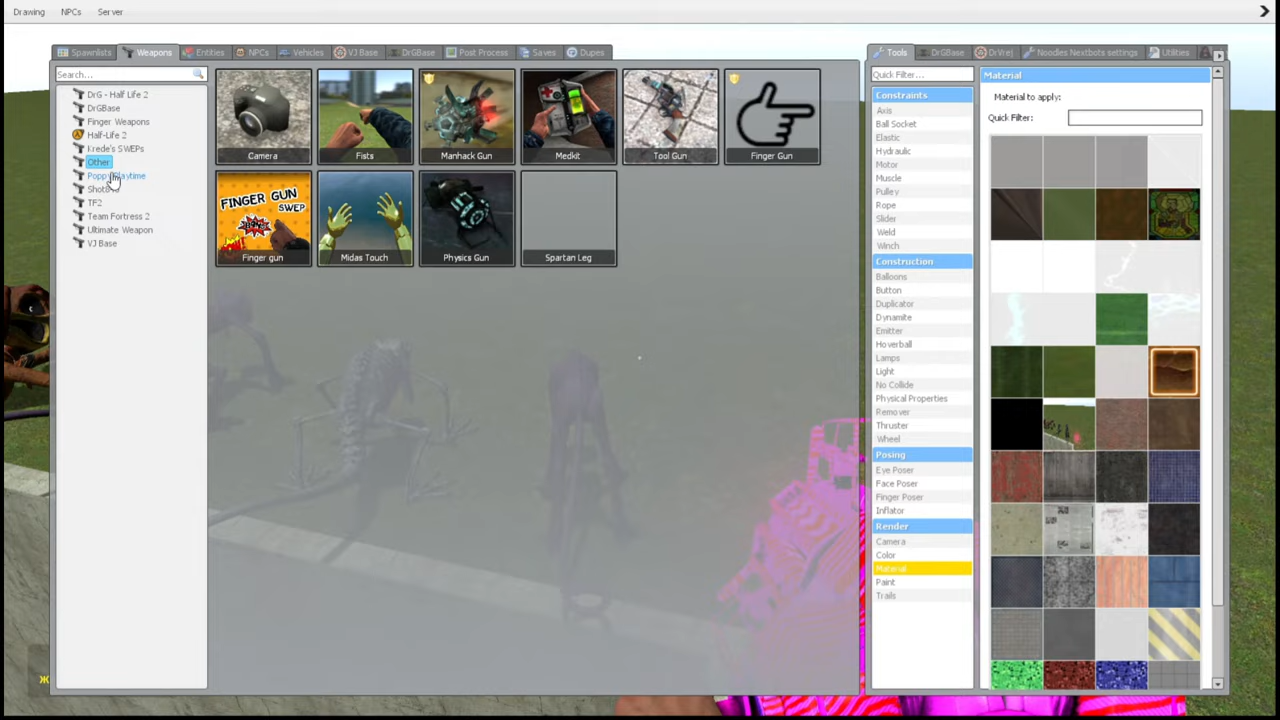 Drawing NPCs Server
Spawnlists Weapons Entities NPCs Vehicles VJ Base DrGBase Post Process Saves Dupes
Search...
DrG - Half Life 2
DrGBase
Finger Weapons
Half-Life 2
Krede's SWEPs
Other
TF2
Team Fortress 2
Ultimate Weapon
VJ Base
Camera
Fists
Manhack Gun
Medkit
Tool Gun
Finger Gun
FINGER GUN
SWEP
Finger gun
Midas Touch
Physics Gun
Spartan Leg
Tools DrGBase DrVrej Noodles Nextbots settings Utilities
Quick Filter...
Constraints
Axis
Ball Socket
Elastic
Hydraulic
Motor
Muscle
Pulley
Rope
Slider
Weld
Winch
Construction
Balloons
Button
Duplicator
Dynamite
Emitter
Hoverball
Lamps
Light
No Collide
Physical Properties
Remover
Thruster
Wheel
Posing
Eye Poser
Face Poser
Finger Poser
Inflator
Render
Camera
Color
Material
Paint
Trails
Material
Material to apply:
Quick Filter:
Ж